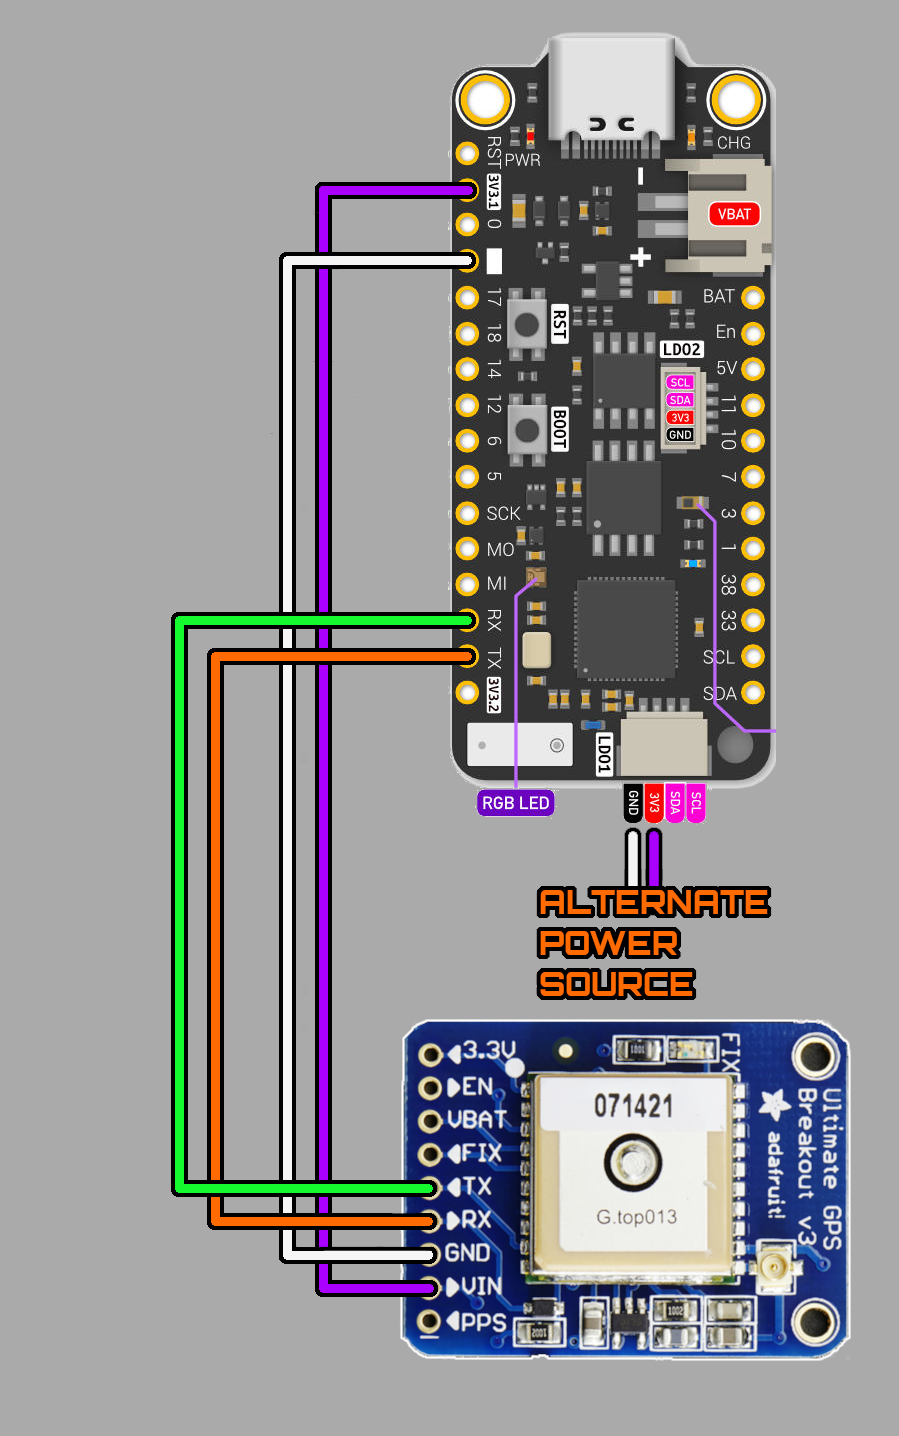 RST
PWR
CHG
3V3.1
VBAT
-
0
+
17
BAT
RST
18
En
LDO2
14
5V
SCL
SDA
3V3
GND
12
11
BOOT
6
10
5
7
SCK
3
MO
1
MI
38
RX
33
TX
SCL
3V3.2
SDA
LDO1
RGB LED
GND
3V3
SDA
SCL
ALTERNATE
POWER
SOURCE
3.3V
EN
VBAT
FIX
TX
RX
GND
VIN
PPS
1001
FIX
071421
G.top013
Ultimate GPS
Breakout v3
adafruit!
1002
2001